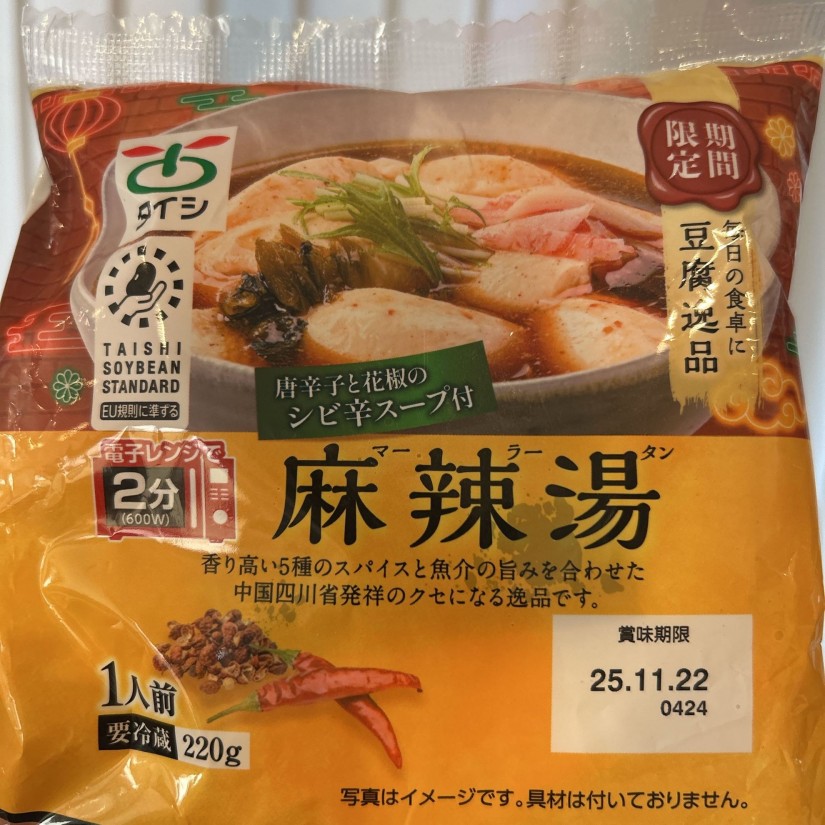 タイシ
期間
限定
毎日の食卓に
豆腐逸品
TAISHI
SOYBEAN
STANDARD
EU規則に準ずる
唐辛子と花椒の
シビ辛スープ付
電子レンジで
2分
(600W)
マー ラー タン
麻辣湯
香り高い5種のスパイスと魚介の旨みを合わせた
中国四川省発祥のクセになる逸品です。
賞味期限
25.11.22
0424
1人前
要冷蔵 220g
写真はイメージです。具材は付いておりません。